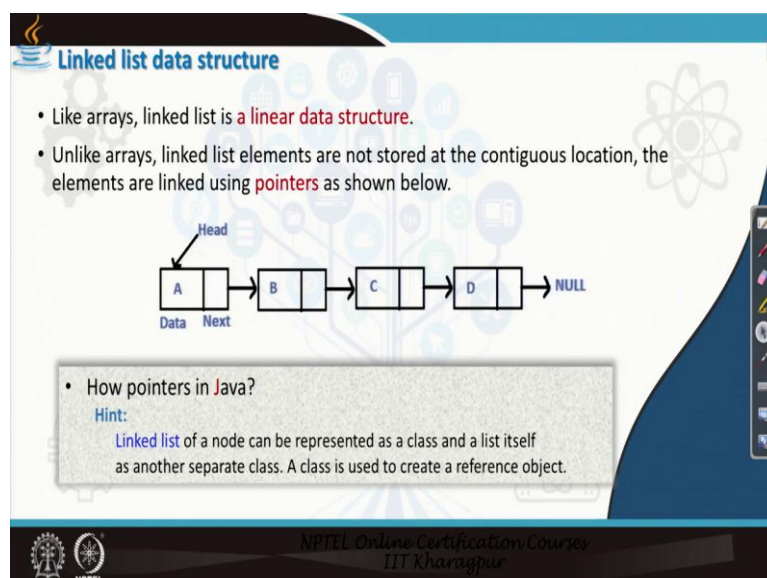 Linked list data structure
• Like arrays, linked list is a linear data structure.
• Unlike arrays, linked list elements are not stored at the contiguous location, the
elements are linked using pointers as shown below.
Head
A
B
C
D
NULL
Data Next
• How pointers in Java?
Hint:
Linked list of a node can be represented as a class and a list itself
as another separate class. A class is used to create a reference object.
NPTEL Online Certification Courses
IIT Kharagpur
NPTEL